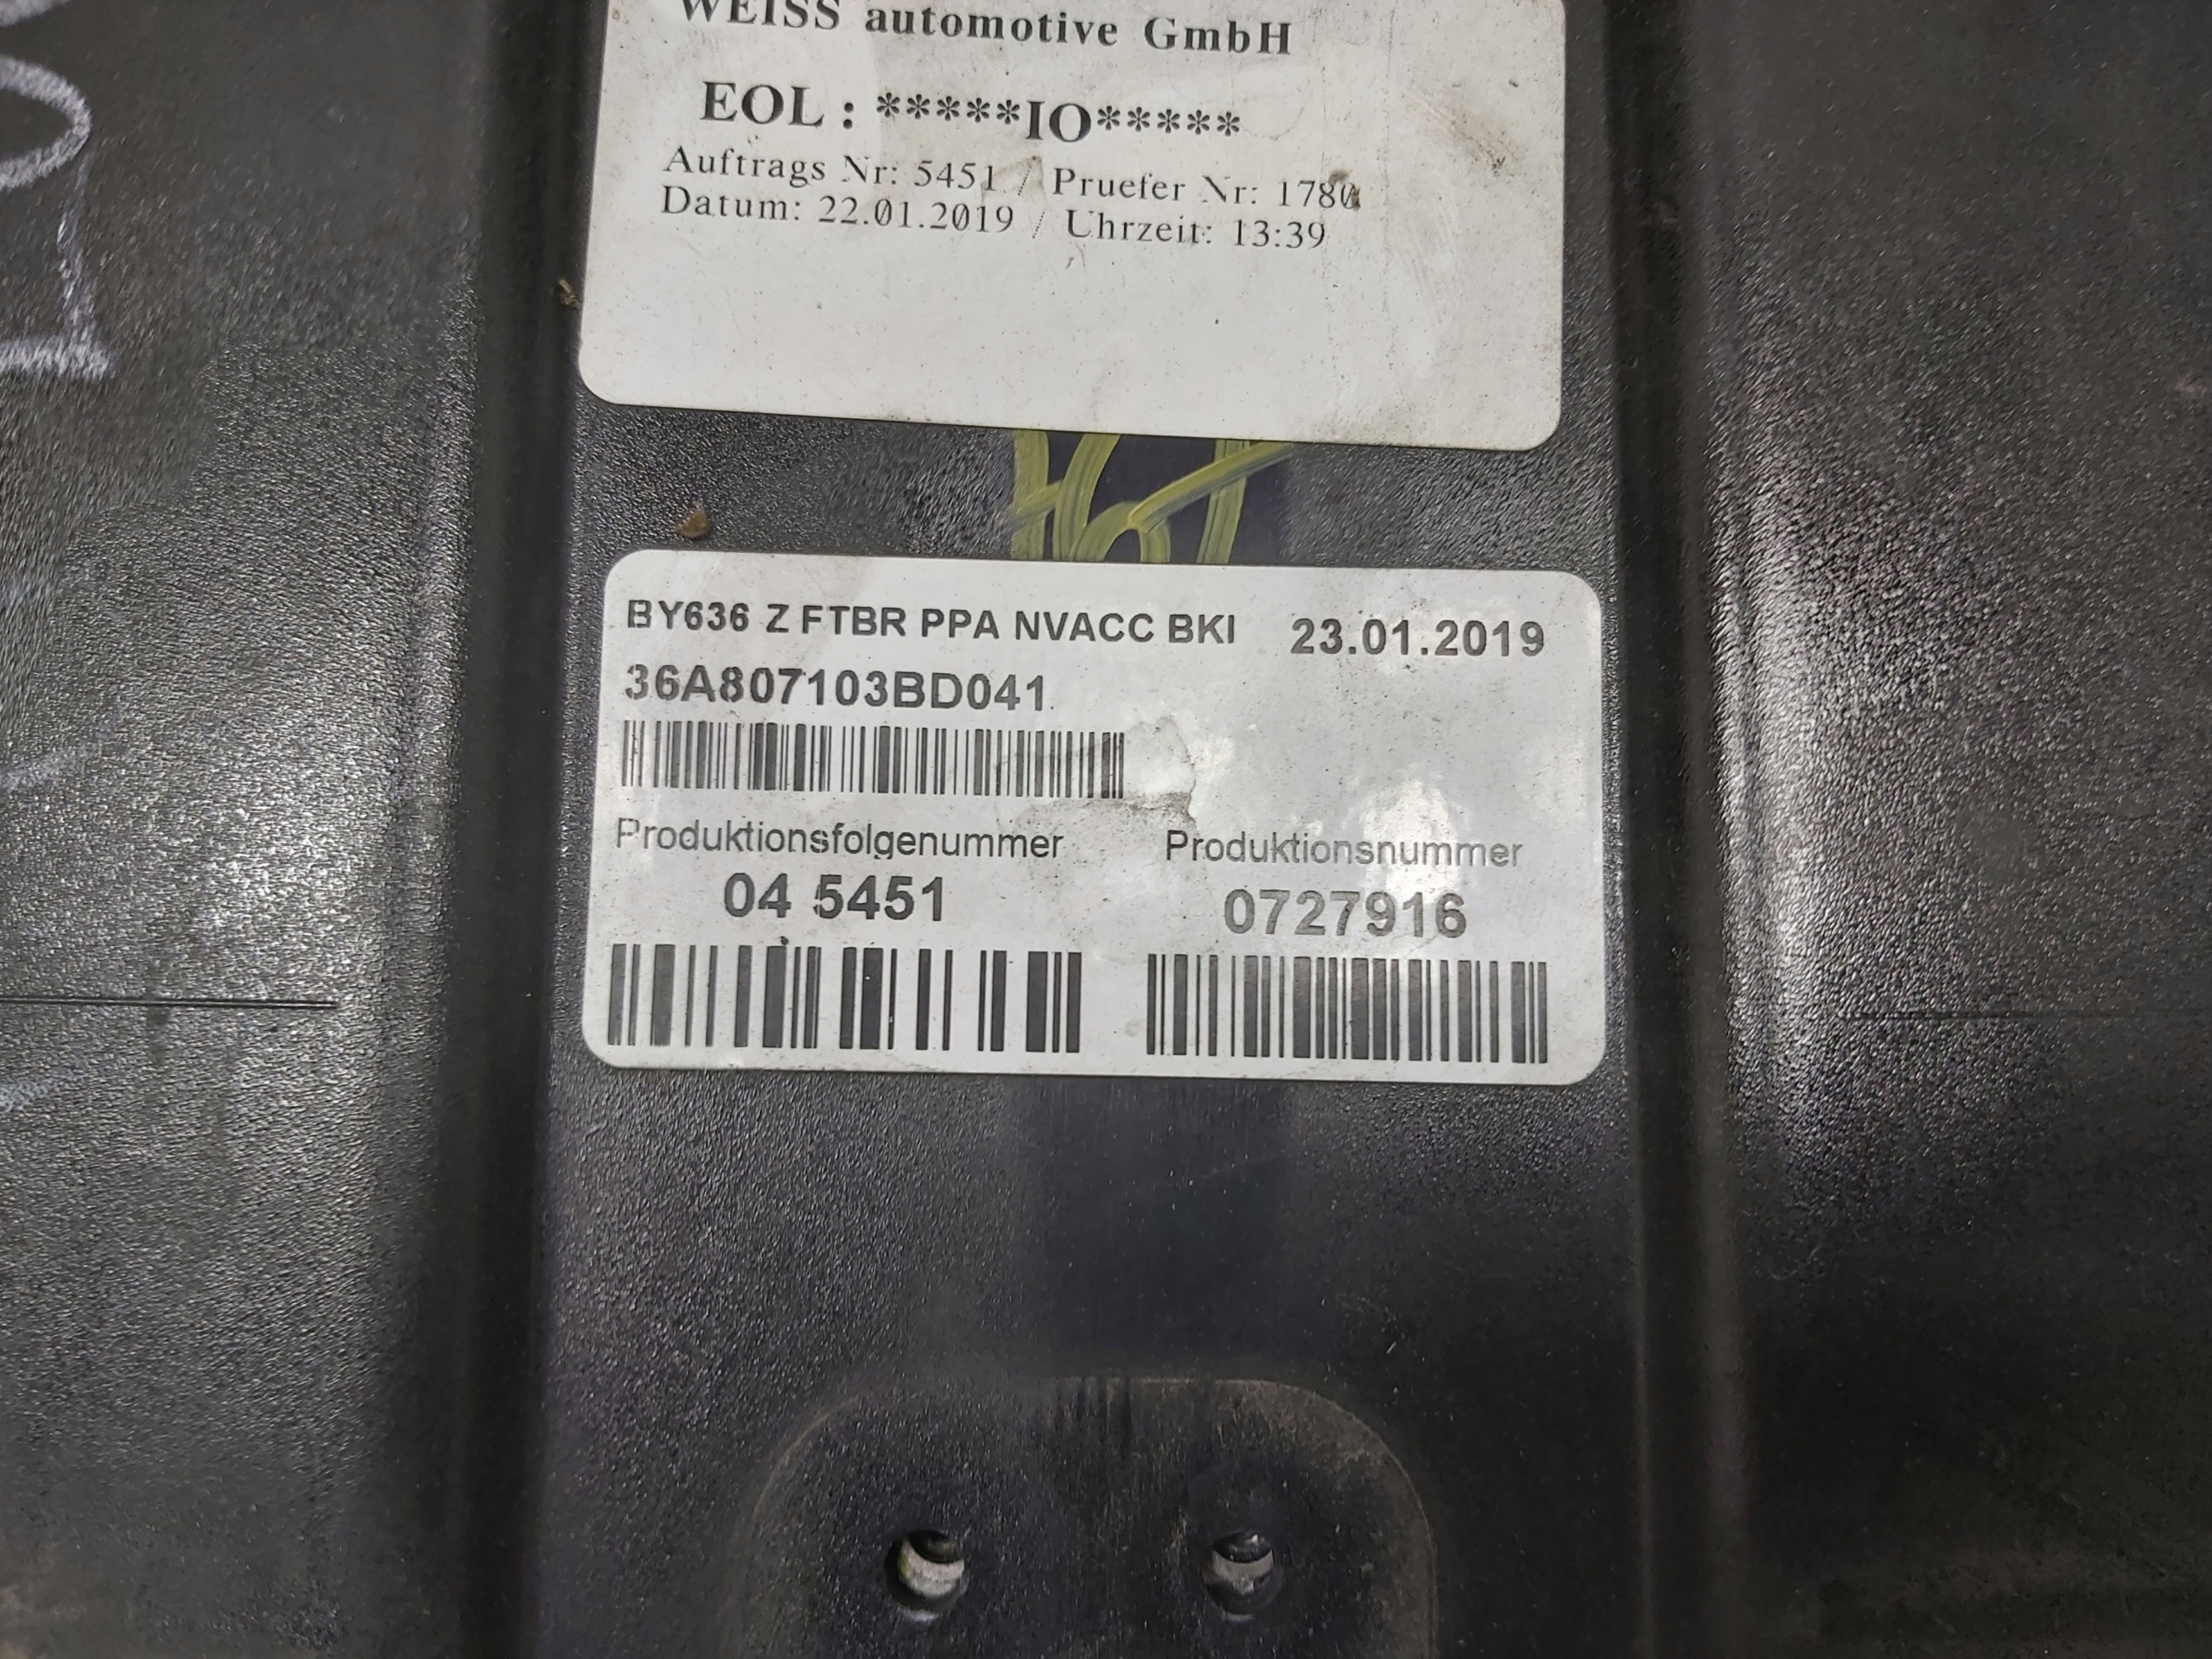 WEISS automotive GmbH
EOL : *****IO*****
Auftrags Nr: 5451 / Pruefer Nr: 1780
Datum: 22.01.2019 / Uhrzeit: 13:39
BY636 Z FTBR PPA NVACC BKI 23.01.2019
36A807103BD041
Produktionsfolgenummer Produktionsnummer
04 5451 0727916